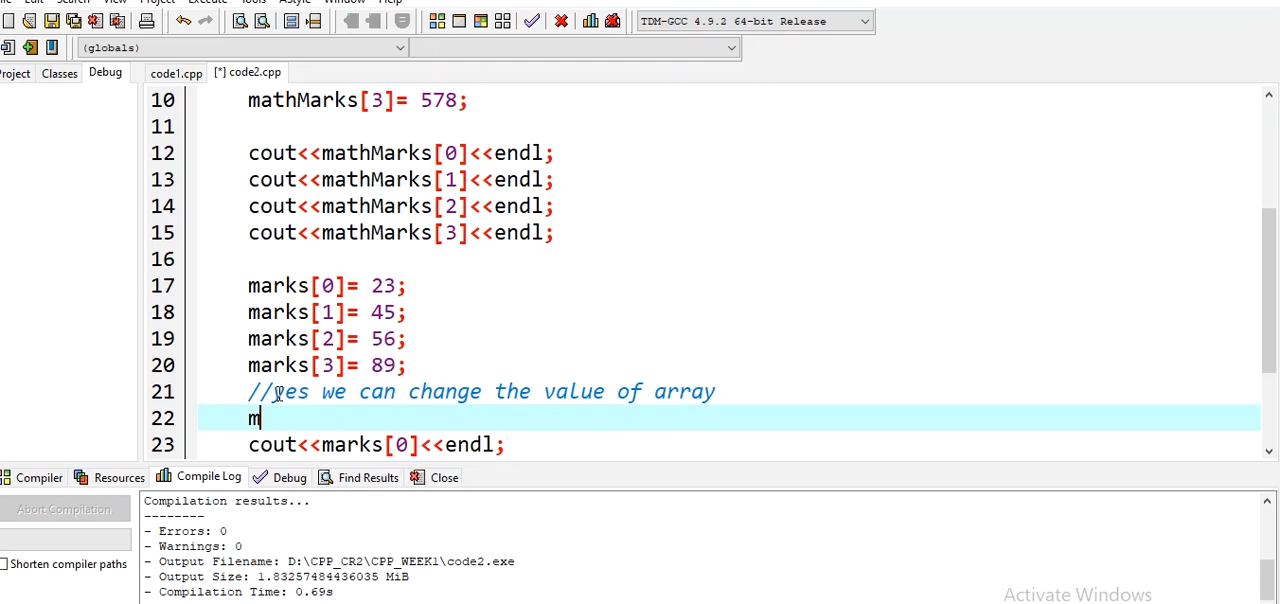 TDM-GCC 4.9.2 64-bit Release
(globals)
Project Classes Debug code1.cpp [*] code2.cpp
10 mathMarks[3]= 578;
11
12 cout<<mathMarks[0]<<endl;
13 cout<<mathMarks[1]<<endl;
14 cout<<mathMarks[2]<<endl;
15 cout<<mathMarks[3]<<endl;
16
17 marks[0]= 23;
18 marks[1]= 45;
19 marks[2]= 56;
20 marks[3]= 89;
21 //yes we can change the value of array
22 m
23 cout<<marks[0]<<endl;
Compiler Resources Compile Log Debug Find Results Close
Abort Compilation
Shorten compiler paths
Compilation results...
--------
- Errors: 0
- Warnings: 0
- Output Filename: D:\CPP_CR2\CPP_WEEK1\code2.exe
- Output Size: 1.83257484436035 MiB
- Compilation Time: 0.69s
Activate Windows